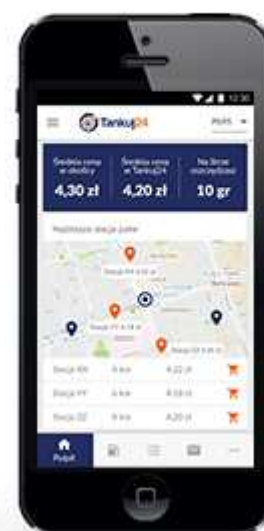 12:30
Tankuj24
PB95
Średnia cena
w okolicy
Średnia cena
w Tankuj24
Na litrze
oszczędzasz
4,30 zł
4,20 zł
10 gr
Najbliższe stacje paliw
Stacja XX
4,22 zł
Stacja YY
4,18 zł
Stacja ZZ
4,20 zł
Pulpit